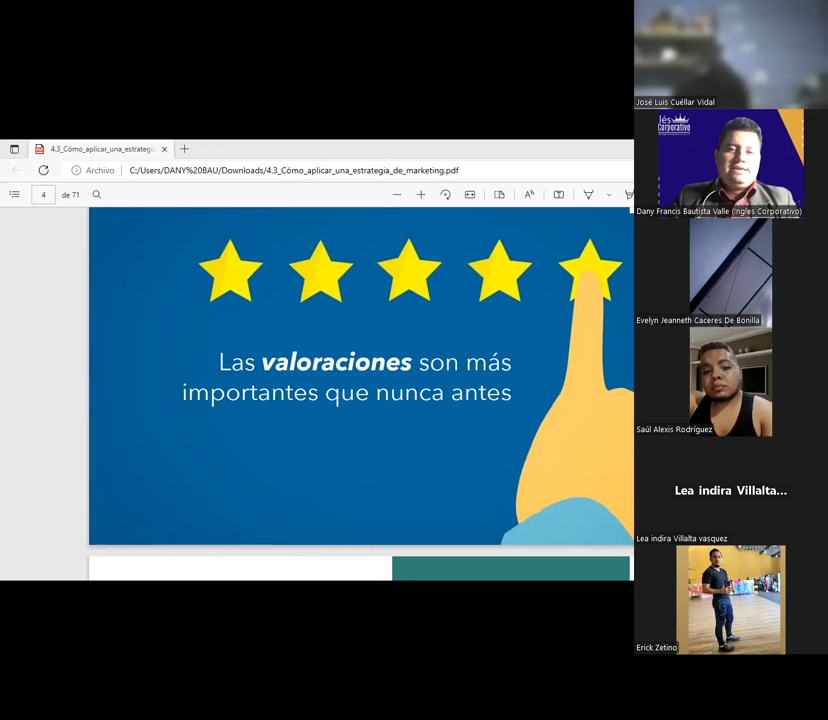 José Luis Cuéllar Vidal
4.3_Cómo_aplicar_una_estrategia
Archivo
C:/Users/DANY%20BAU/Downloads/4.3_Cómo_aplicar_una_estrategia_de_marketing.pdf
4 de 71
Las valoraciones son más
importantes que nunca antes
Inglés
Corporativo
Dany Francis Bautista Valle (Ingles Corporativo)
Evelyn Jeanneth Caceres De Bonilla
Saúl Alexis Rodríguez
Lea indira Villalta...
Lea indira Villalta vasquez
Erick Zetino